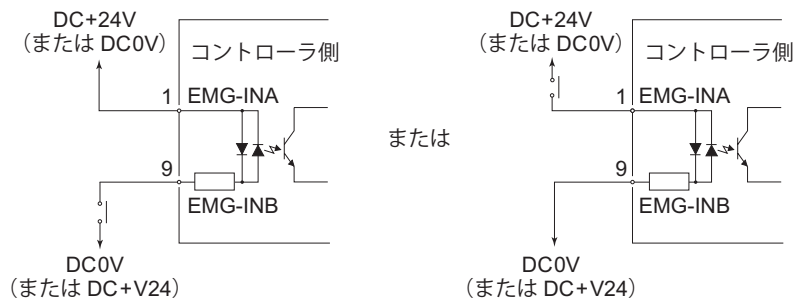 DC+24V
（または DC0V）
コントローラ側
1
EMG-INA
9
EMG-INB
DC0V
（または DC+V24）
または
DC+24V
（または DC0V）
コントローラ側
1
EMG-INA
9
EMG-INB
DC0V
（または DC+V24）